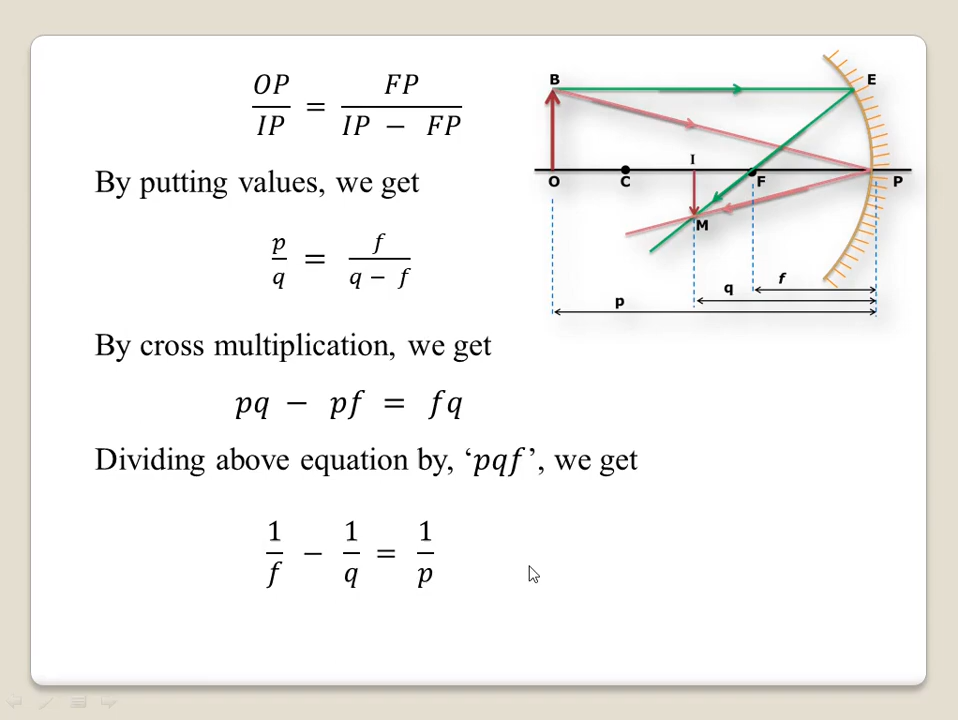 OP/IP = FP/(IP − FP)
By putting values, we get
p/q = f/(q − f)
By cross multiplication, we get
pq − pf = fq
Dividing above equation by, ‘pqf’, we get
1/f − 1/q = 1/p
B
E
I
O
C
F
P
M
f
q
p